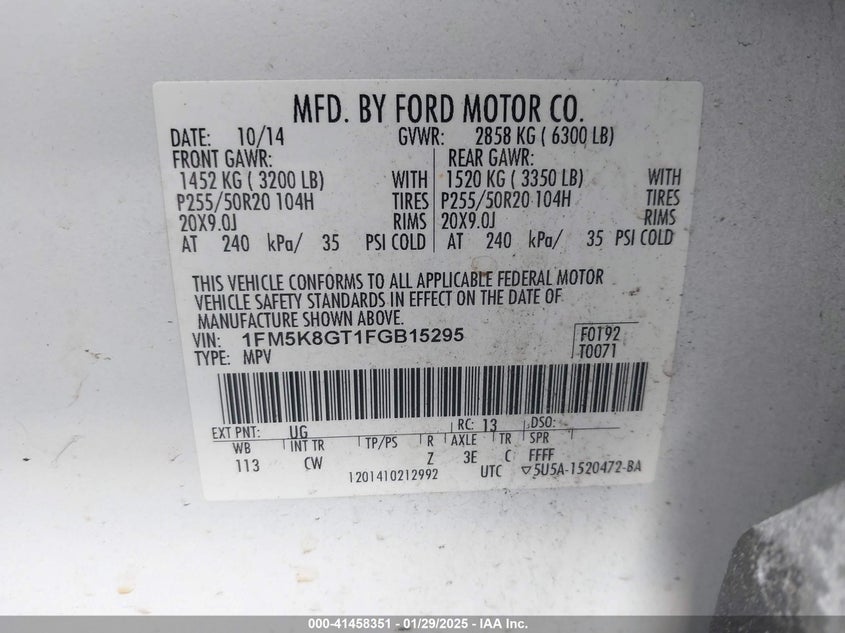 MFD. BY FORD MOTOR CO.
DATE: 10/14 GVWR: 2858 KG ( 6300 LB)
FRONT GAWR: REAR GAWR:
1452 KG ( 3200 LB) WITH 1520 KG ( 3350 LB) WITH
P255/50R20 104H TIRES P255/50R20 104H TIRES
20X9.0J RIMS 20X9.0J RIMS
AT 240 kPa/ 35 PSI COLD AT 240 kPa/ 35 PSI COLD
THIS VEHICLE CONFORMS TO ALL APPLICABLE FEDERAL MOTOR
VEHICLE SAFETY STANDARDS IN EFFECT ON THE DATE OF
MANUFACTURE SHOWN ABOVE.
VIN: 1FM5K8GT1FGB15295 F0192
TYPE: MPV T0071
EXT PNT: UG RC: 13 DSO:
WB INT TR TP/PS R AXLE TR SPR
113 CW Z 3E C FFFF
1201410212992 UTC ▽5U5A-1520472-BA
000-41458351 | 01/29/2025 - IAA Inc.